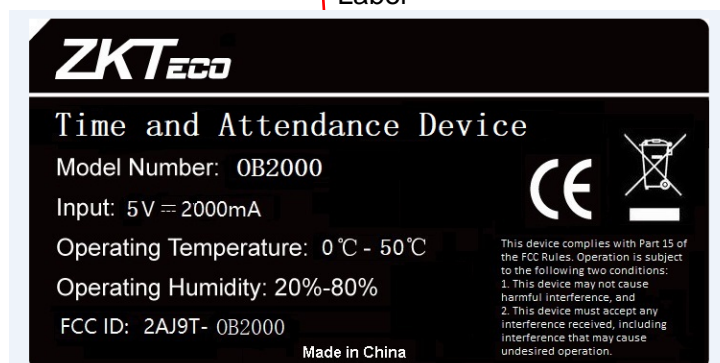 Label
ZKTECO
Time and Attendance Device
Model Number: OB2000
Input: 5V⎓2000mA
Operating Temperature: 0℃ - 50℃
Operating Humidity: 20%-80%
FCC ID: 2AJ9T- OB2000
CE
This device complies with Part 15 of
the FCC Rules. Operation is subject
to the following two conditions:
1. This device may not cause
harmful interference, and
2. This device must accept any
interference received, including
interference that may cause
undesired operation.
Made in China